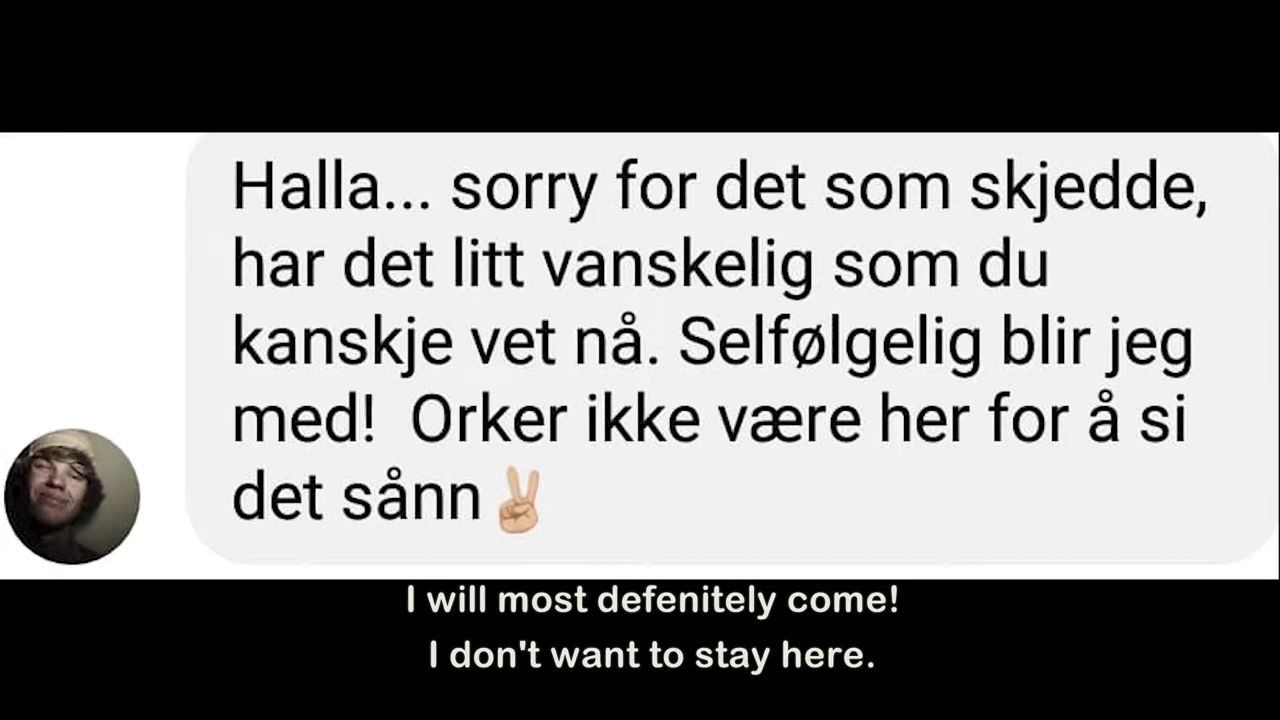 Halla... sorry for det som skjedde,
har det litt vanskelig som du
kanskje vet nå. Selfølgelig blir jeg
med!  Orker ikke være her for å si
det sånn✌🏼
I will most defenitely come!
I don't want to stay here.